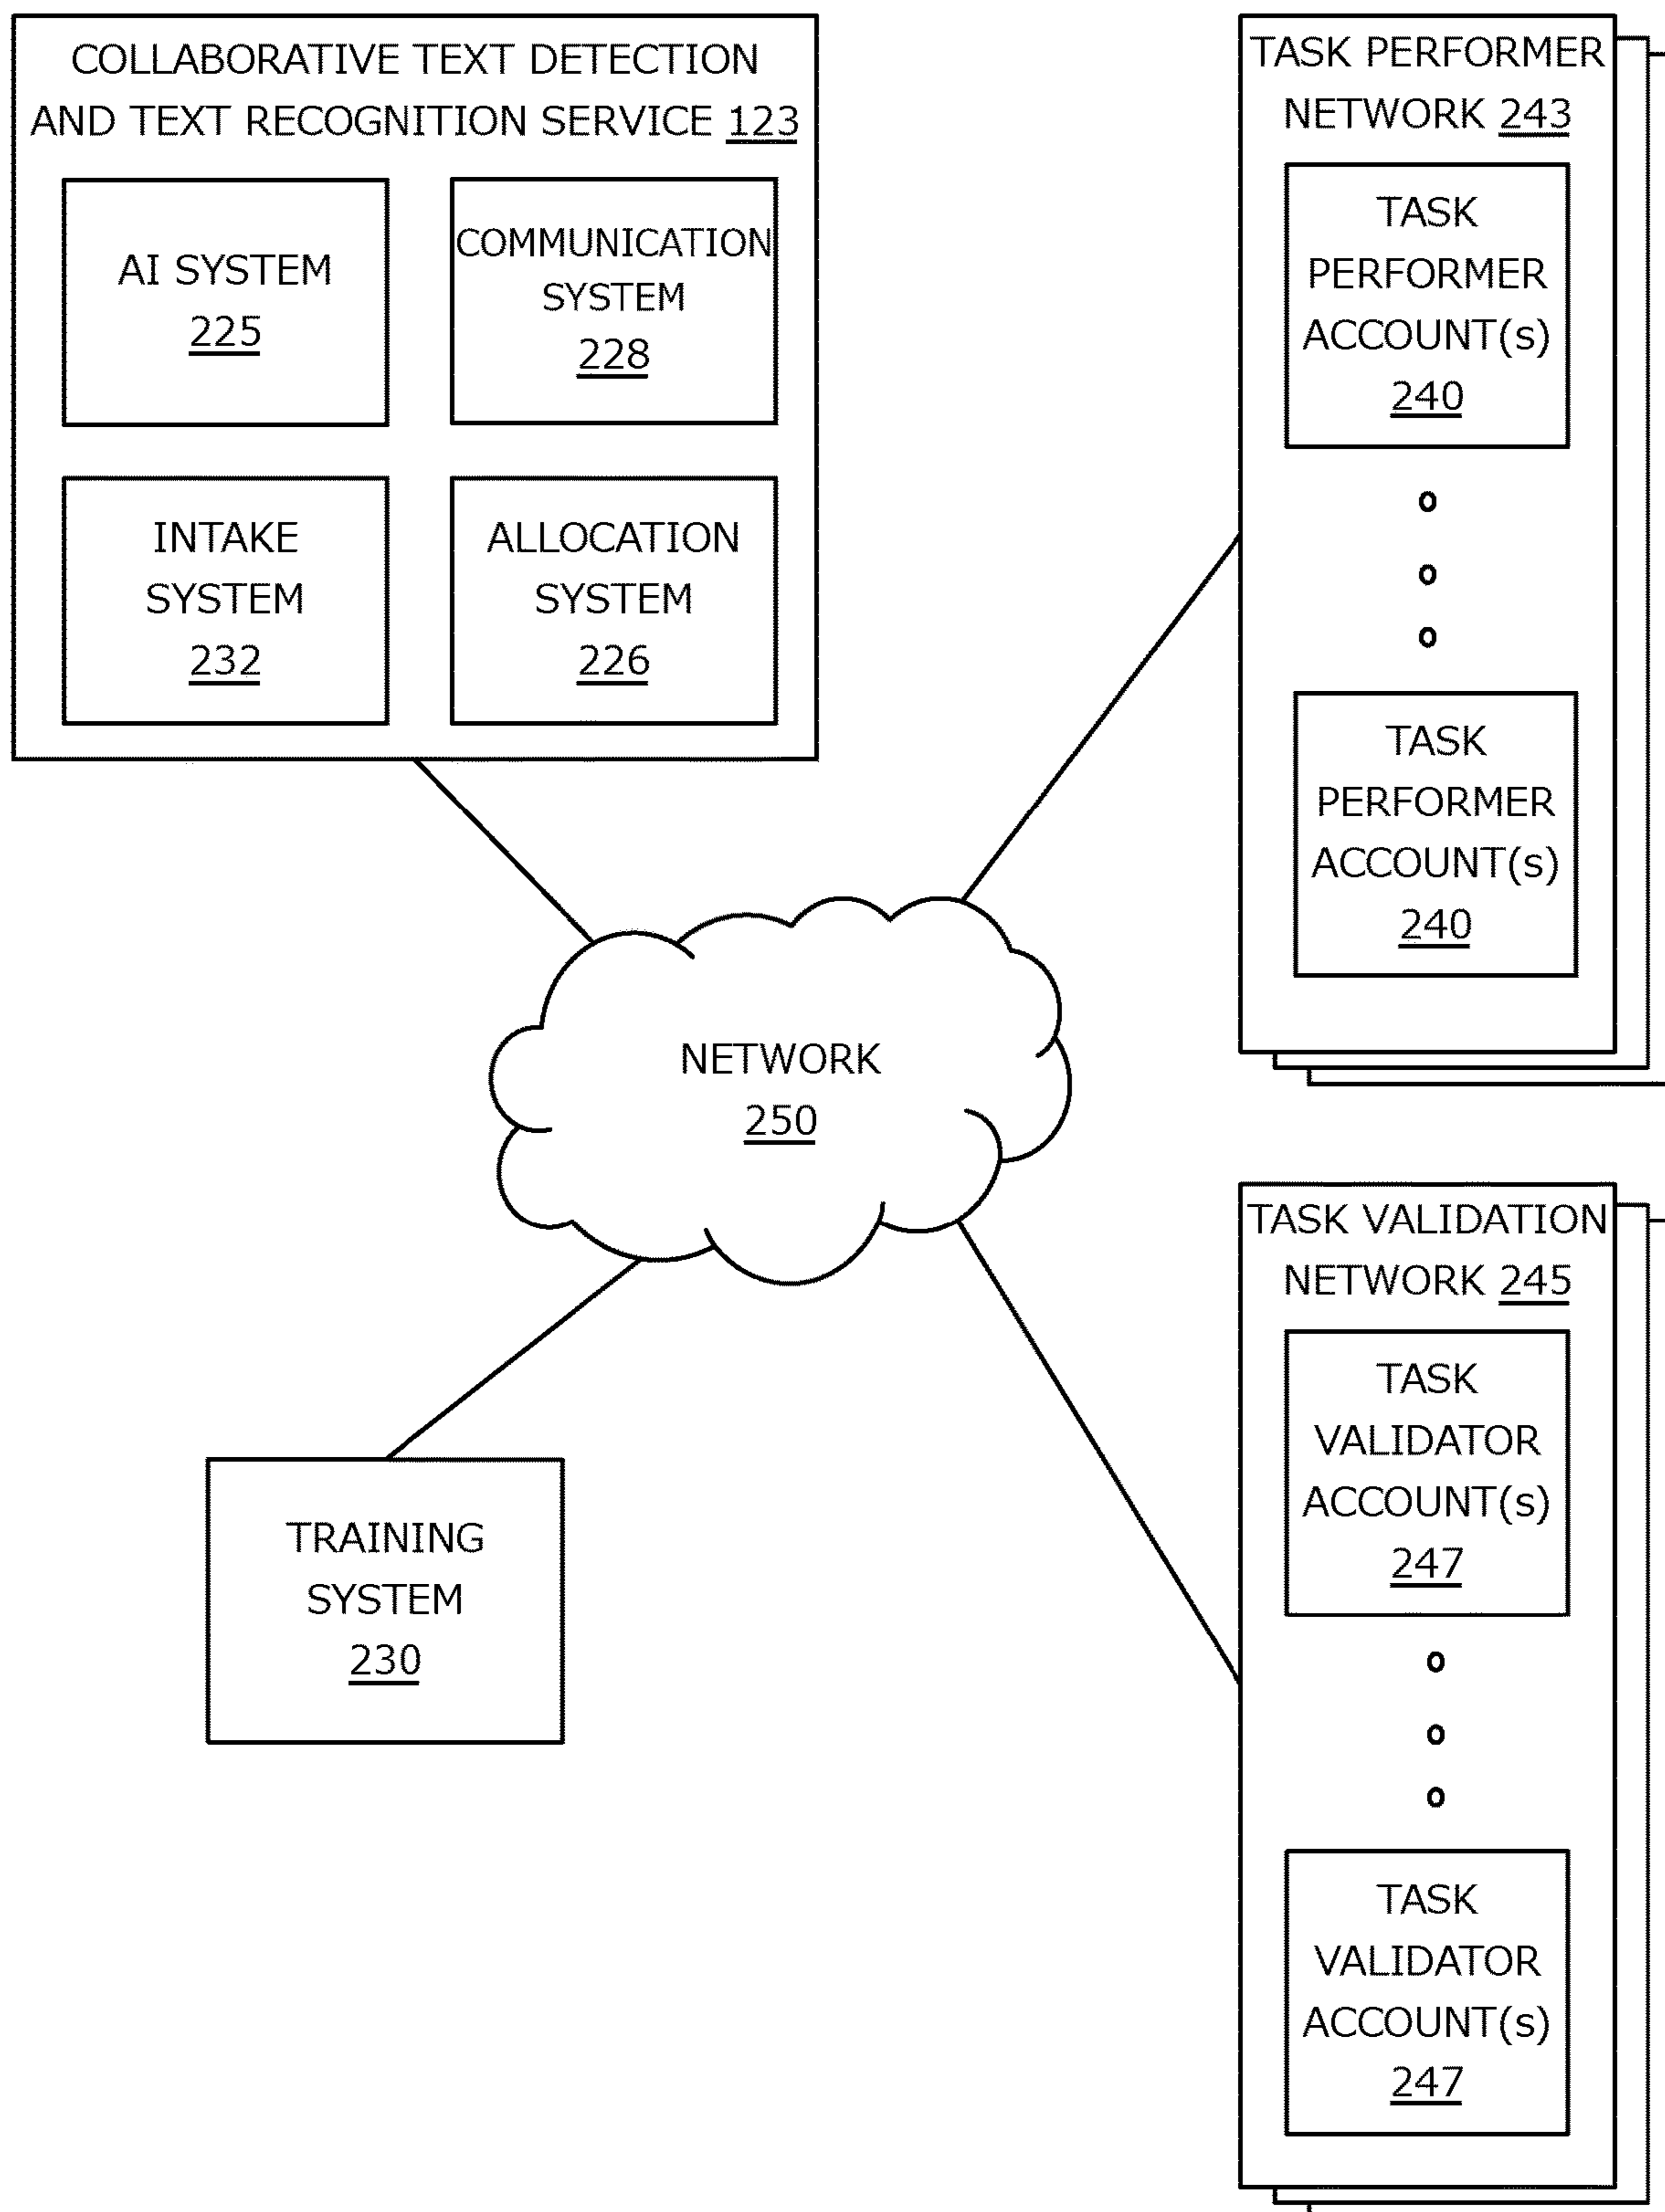 COLLABORATIVE TEXT DETECTION
AND TEXT RECOGNITION SERVICE 123
AI SYSTEM
225
COMMUNICATION
SYSTEM
228
INTAKE
SYSTEM
232
ALLOCATION
SYSTEM
226
TASK PERFORMER
NETWORK 243
TASK
PERFORMER
ACCOUNT(s)
240
TASK
PERFORMER
ACCOUNT(s)
240
NETWORK
250
TRAINING
SYSTEM
230
TASK VALIDATION
NETWORK 245
TASK
VALIDATOR
ACCOUNT(s)
247
TASK
VALIDATOR
ACCOUNT(s)
247